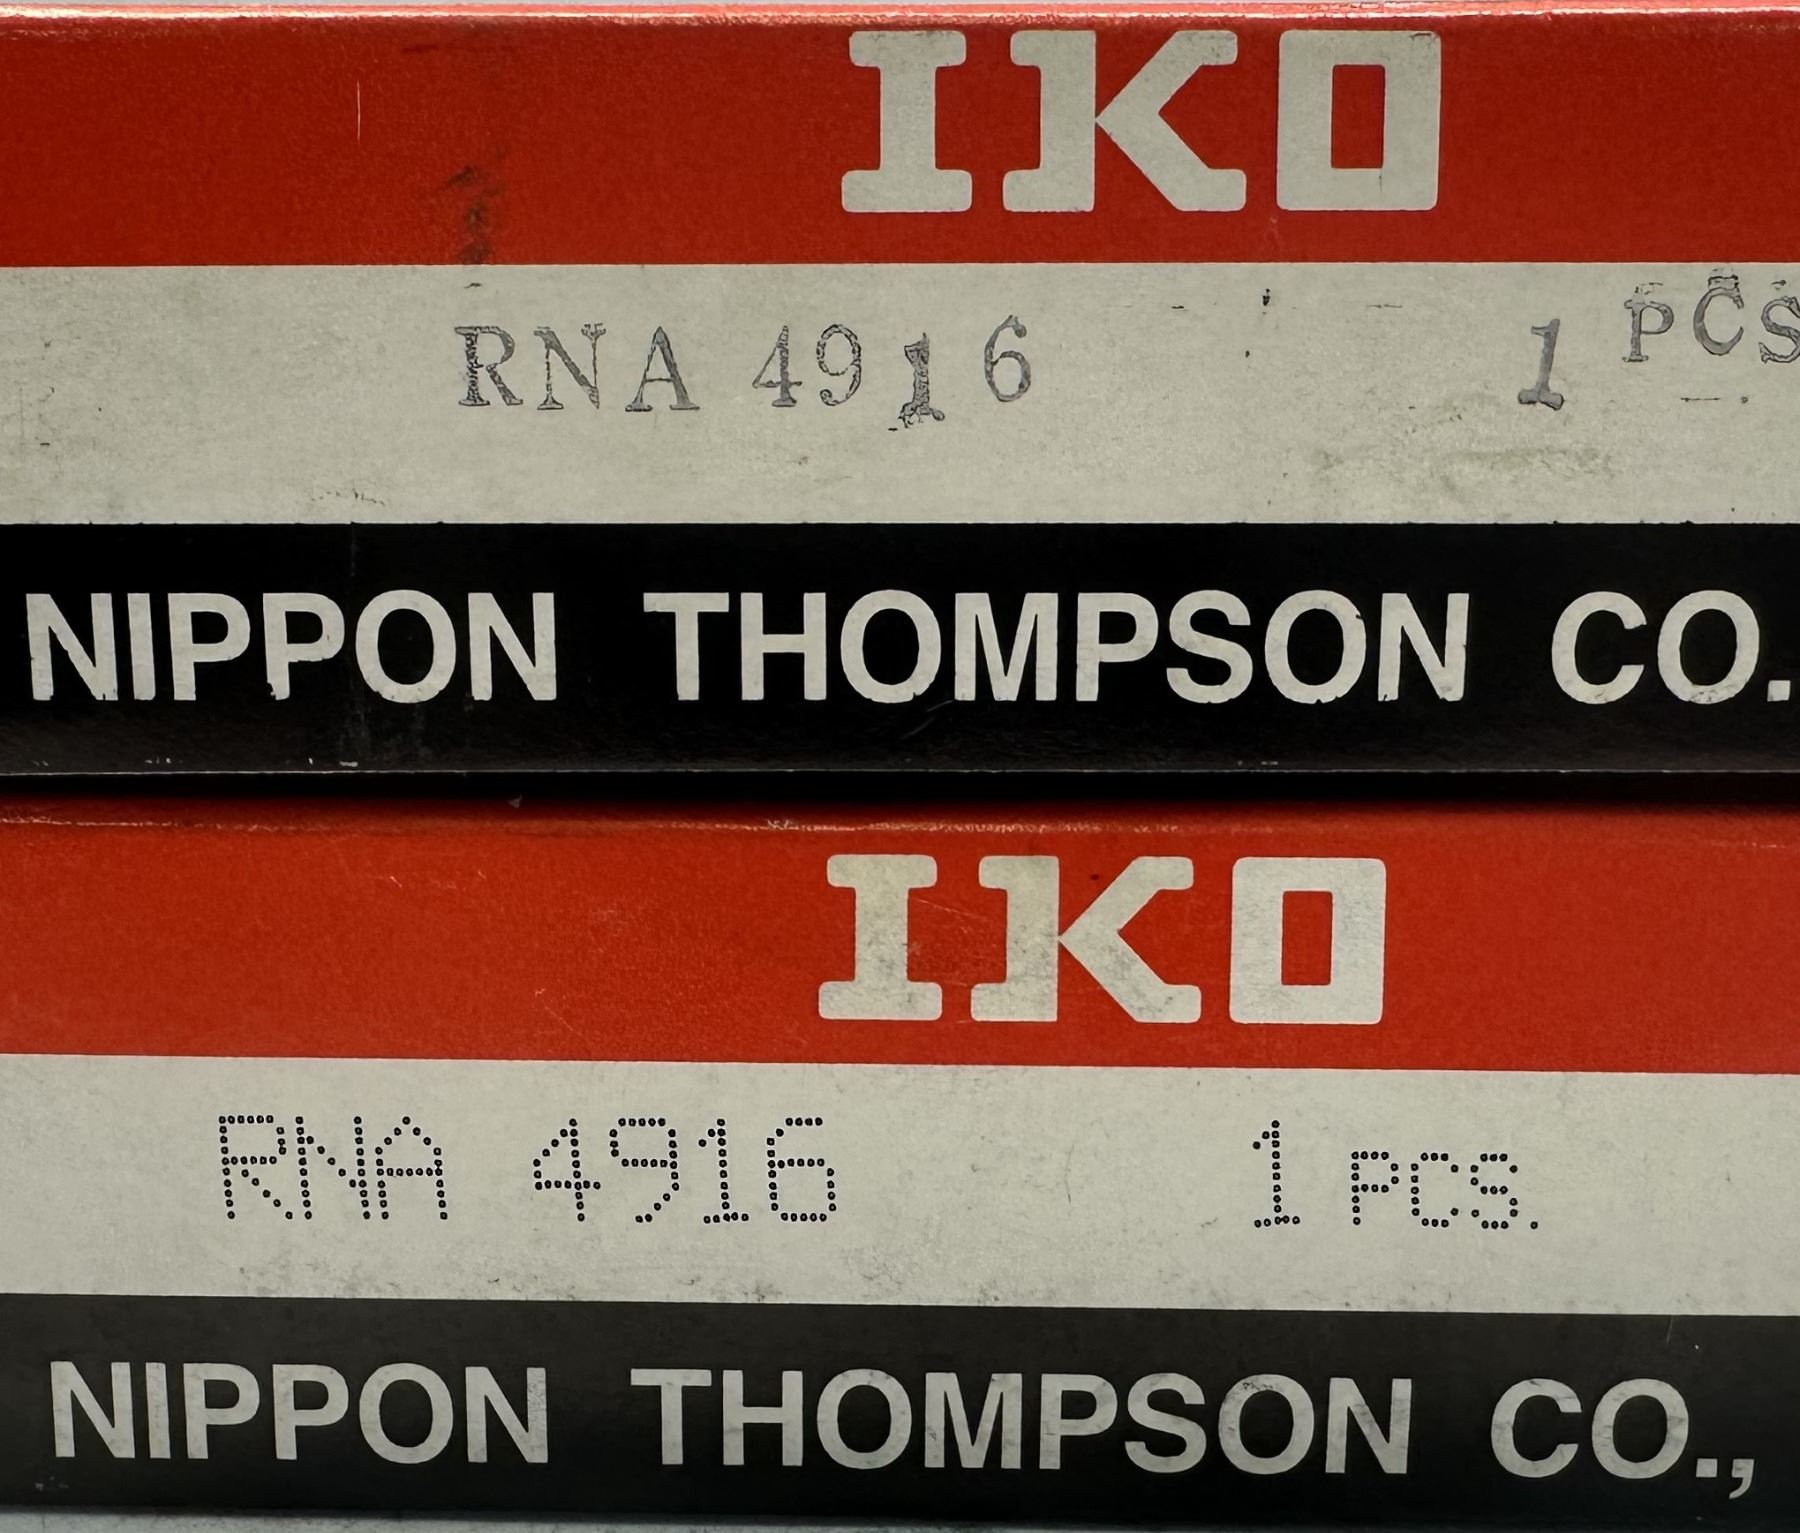 IKO
RNA 4916 1 PCS
NIPPON THOMPSON CO.
IKO
RNA 4916 1 PCS.
NIPPON THOMPSON CO.,